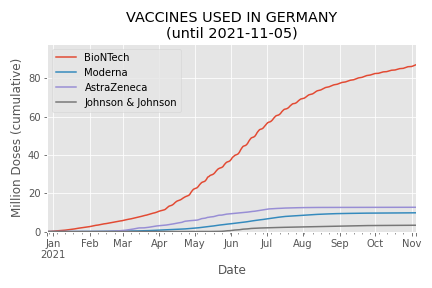 VACCINES USED IN GERMANY
(until 2021-11-05)
BioNTech
Moderna
AstraZeneca
Johnson & Johnson
Million Doses (cumulative)
80
60
40
20
0
Jan Feb Mar Apr May Jun Jul Aug Sep Oct Nov
2021
Date